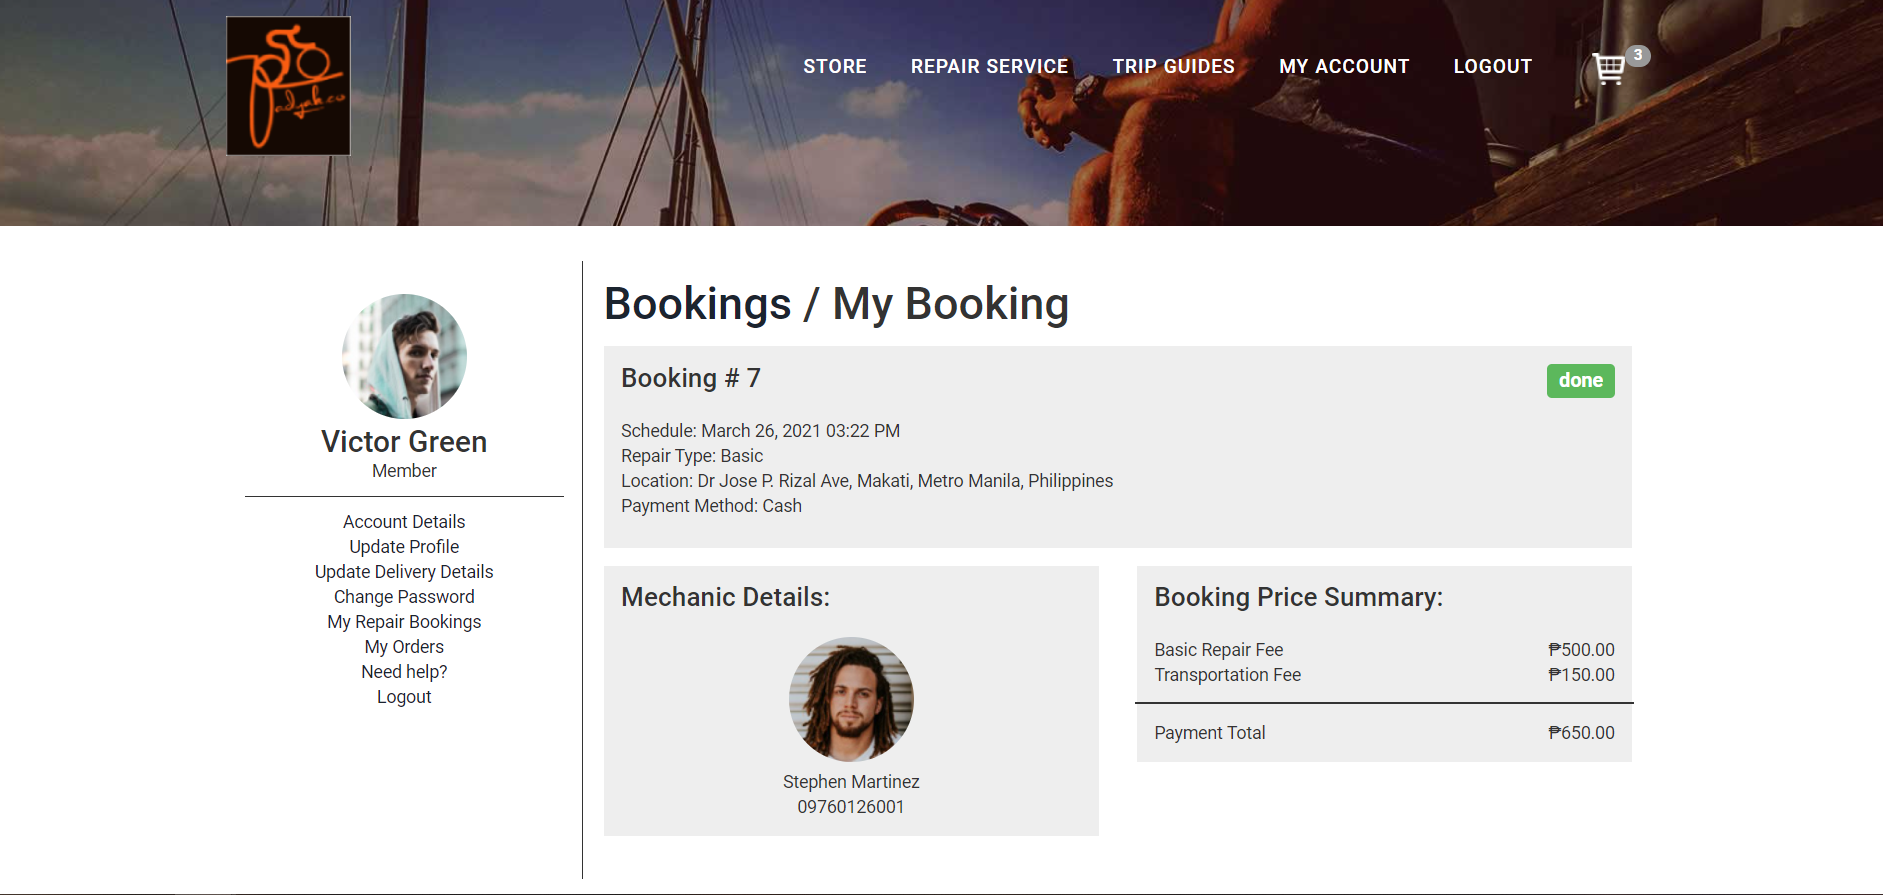 Padyak.co
STORE
REPAIR SERVICE
TRIP GUIDES
MY ACCOUNT
LOGOUT
3
Victor Green
Member
Account Details
Update Profile
Update Delivery Details
Change Password
My Repair Bookings
My Orders
Need help?
Logout
Bookings / My Booking
Booking # 7
done
Schedule: March 26, 2021 03:22 PM
Repair Type: Basic
Location: Dr Jose P. Rizal Ave, Makati, Metro Manila, Philippines
Payment Method: Cash
Mechanic Details:
Stephen Martinez
09760126001
Booking Price Summary:
Basic Repair Fee ₱500.00
Transportation Fee ₱150.00
Payment Total ₱650.00